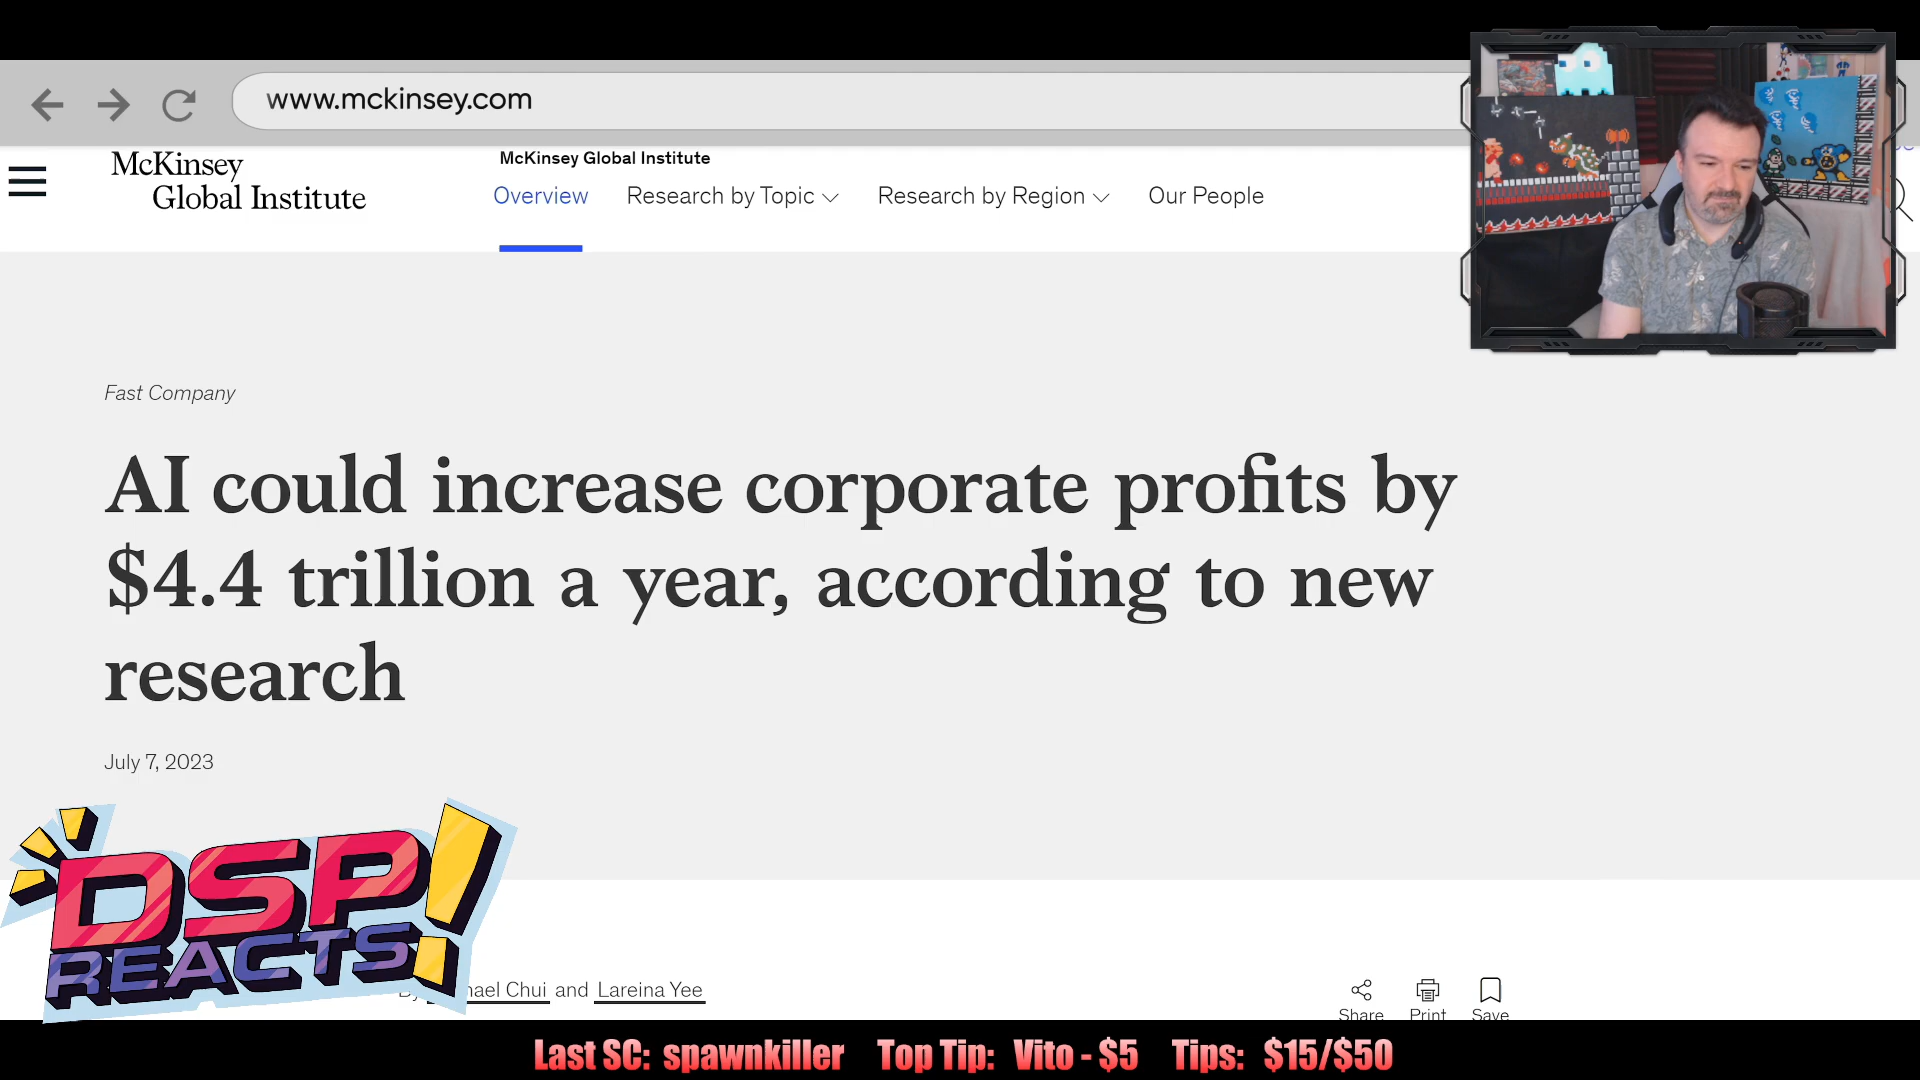 www.mckinsey.com
McKinsey
Global Institute
McKinsey Global Institute
Overview
Research by Topic
Research by Region
Our People
Fast Company
AI could increase corporate profits by
$4.4 trillion a year, according to new
research
July 7, 2023
DSP
REACTS!
hael Chui and Lareina Yee
Share
Print
Save
Last SC: spawnkiller Top Tip: Vito - $5 Tips: $15/$50